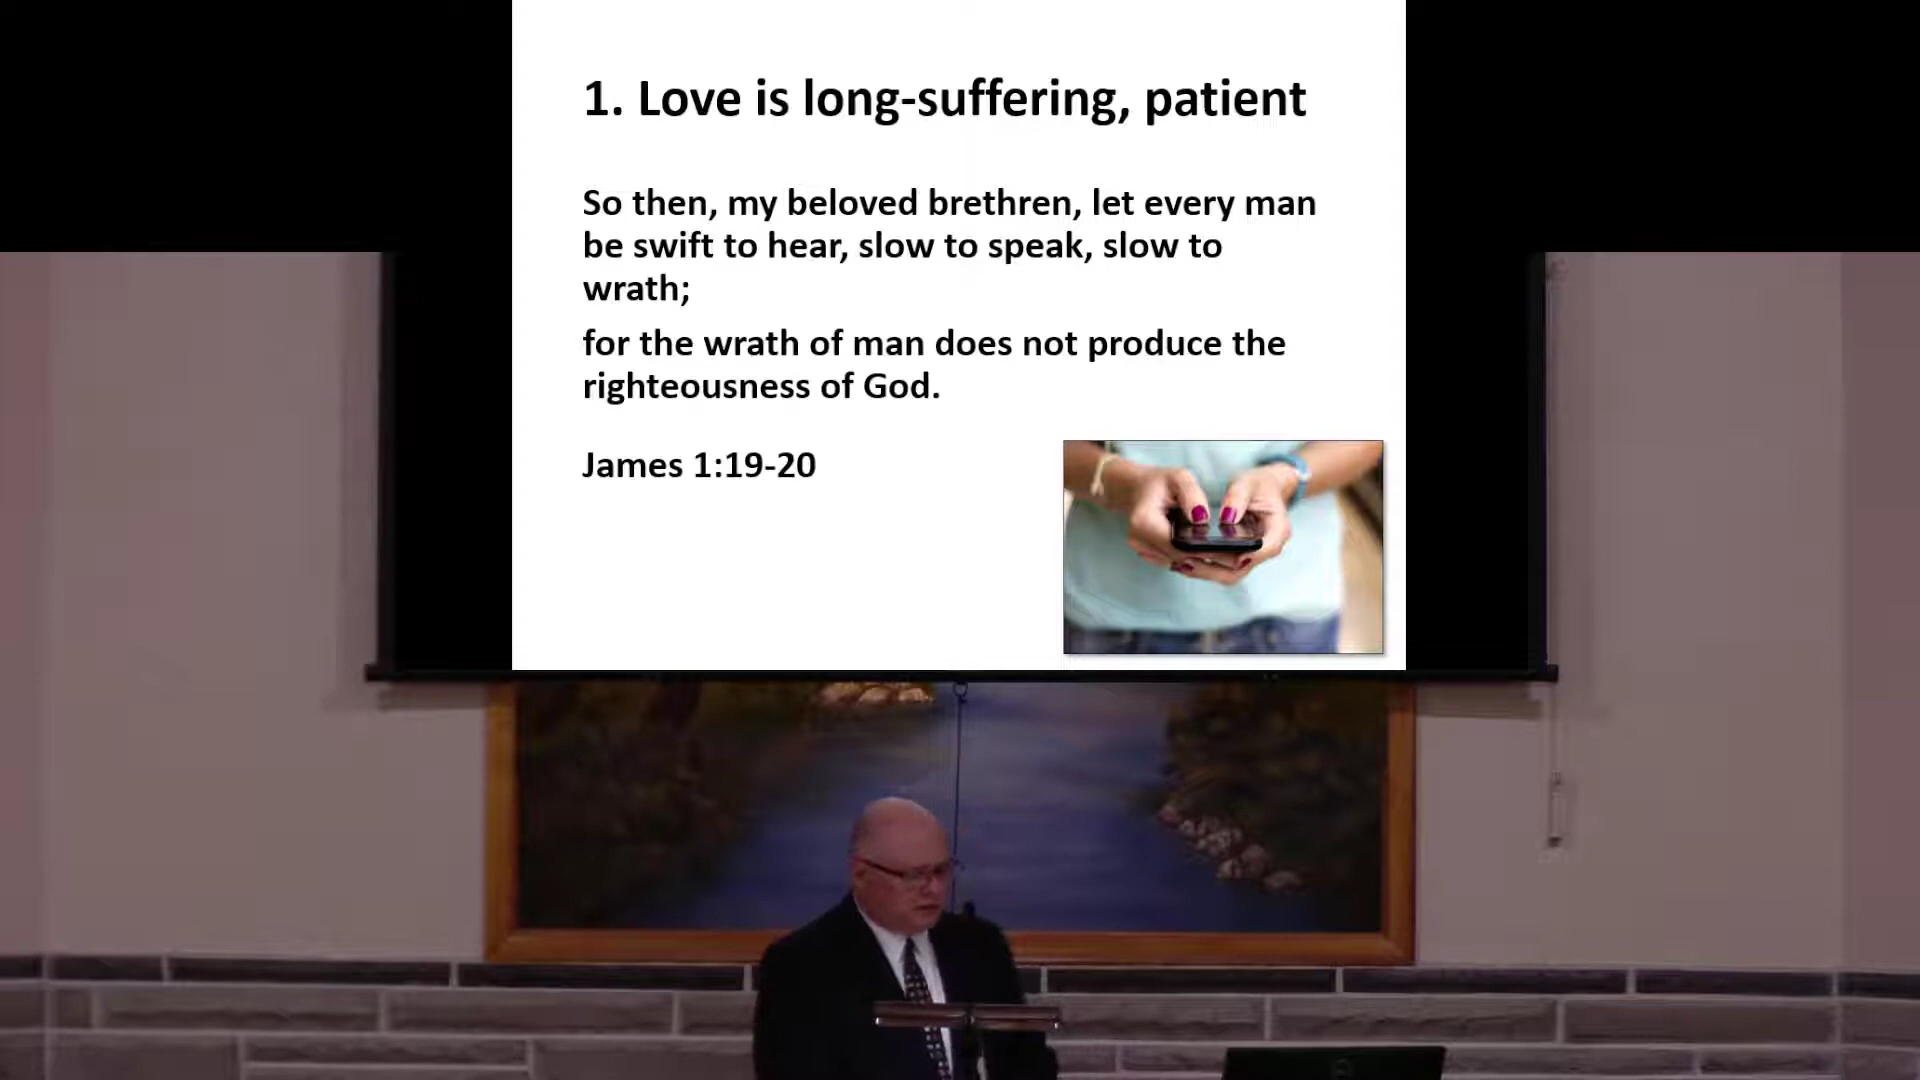 1. Love is long-suffering, patient
So then, my beloved brethren, let every man
be swift to hear, slow to speak, slow to
wrath;
for the wrath of man does not produce the
righteousness of God.
James 1:19-20